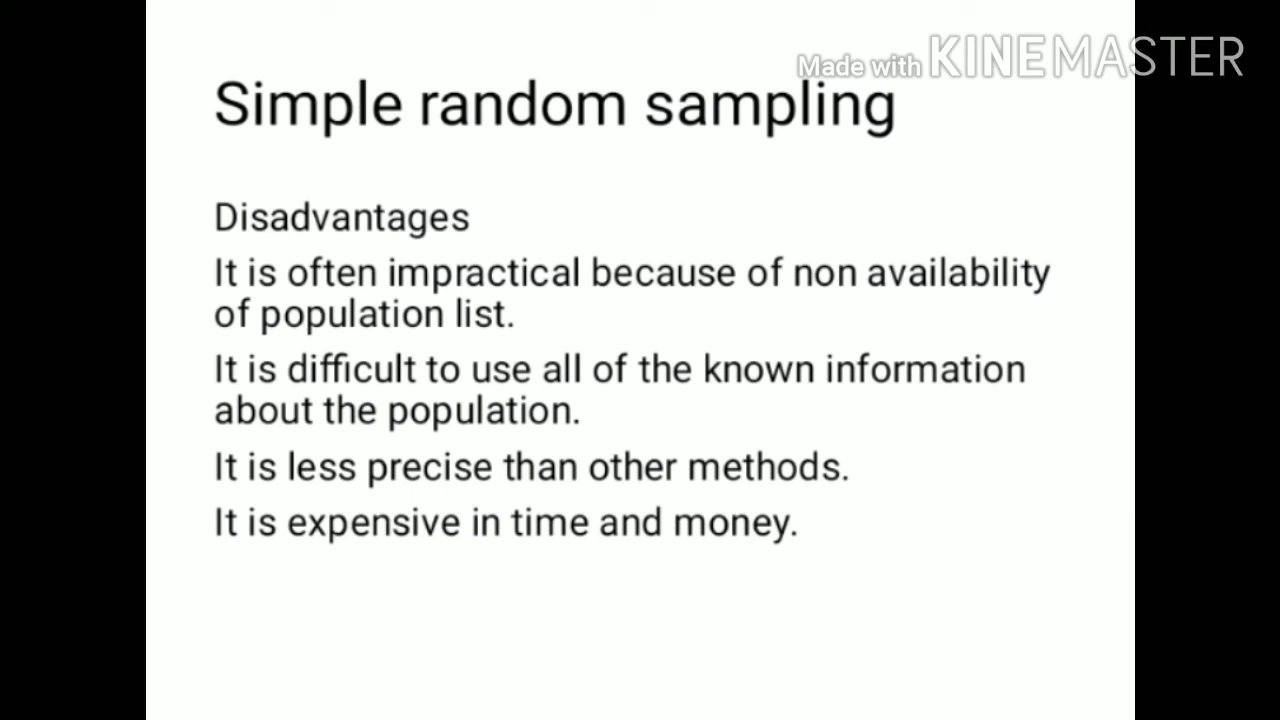 Made with KINEMASTER
Simple random sampling
Disadvantages
It is often impractical because of non availability
of population list.
It is difficult to use all of the known information
about the population.
It is less precise than other methods.
It is expensive in time and money.